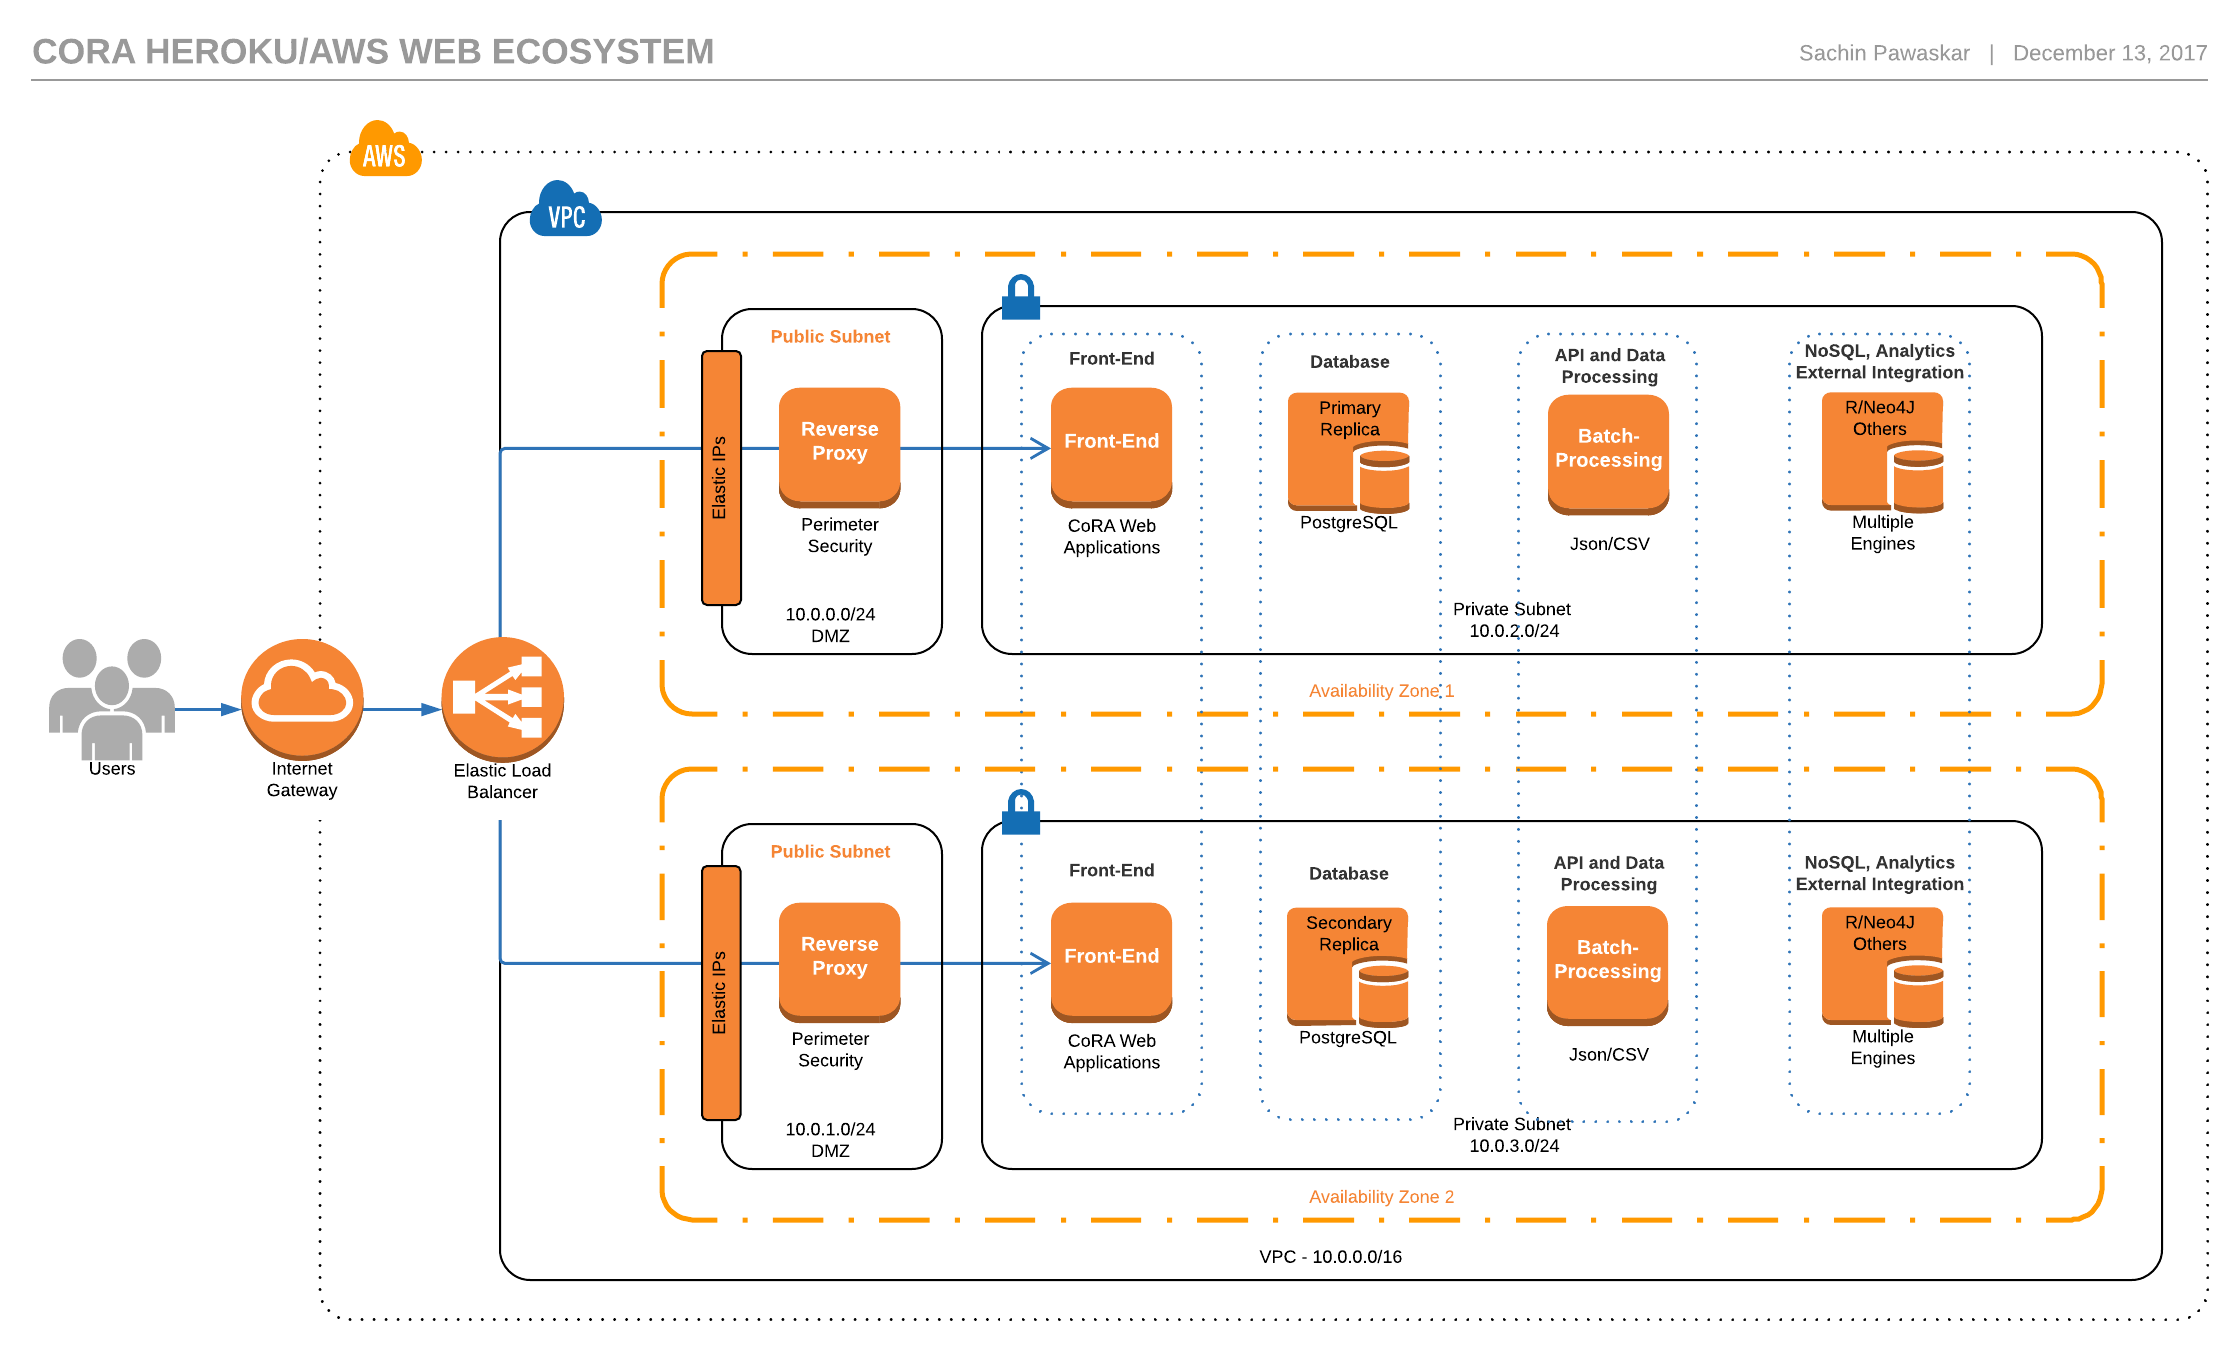 CORA HEROKU/AWS WEB ECOSYSTEM
Sachin Pawaskar | December 13, 2017
AWS
VPC
Public Subnet
Elastic IPs
Reverse
Proxy
Perimeter
Security
10.0.0.0/24
DMZ
Front-End
Front-End
CoRA Web
Applications
Database
Primary
Replica
PostgreSQL
API and Data
Processing
Batch-
Processing
Json/CSV
NoSQL, Analytics
External Integration
R/Neo4J
Others
Multiple
Engines
Private Subnet
10.0.2.0/24
Availability Zone 1
Users
Internet
Gateway
Elastic Load
Balancer
Public Subnet
Elastic IPs
Reverse
Proxy
Perimeter
Security
10.0.1.0/24
DMZ
Front-End
Front-End
CoRA Web
Applications
Database
Secondary
Replica
PostgreSQL
API and Data
Processing
Batch-
Processing
Json/CSV
NoSQL, Analytics
External Integration
R/Neo4J
Others
Multiple
Engines
Private Subnet
10.0.3.0/24
Availability Zone 2
VPC - 10.0.0.0/16